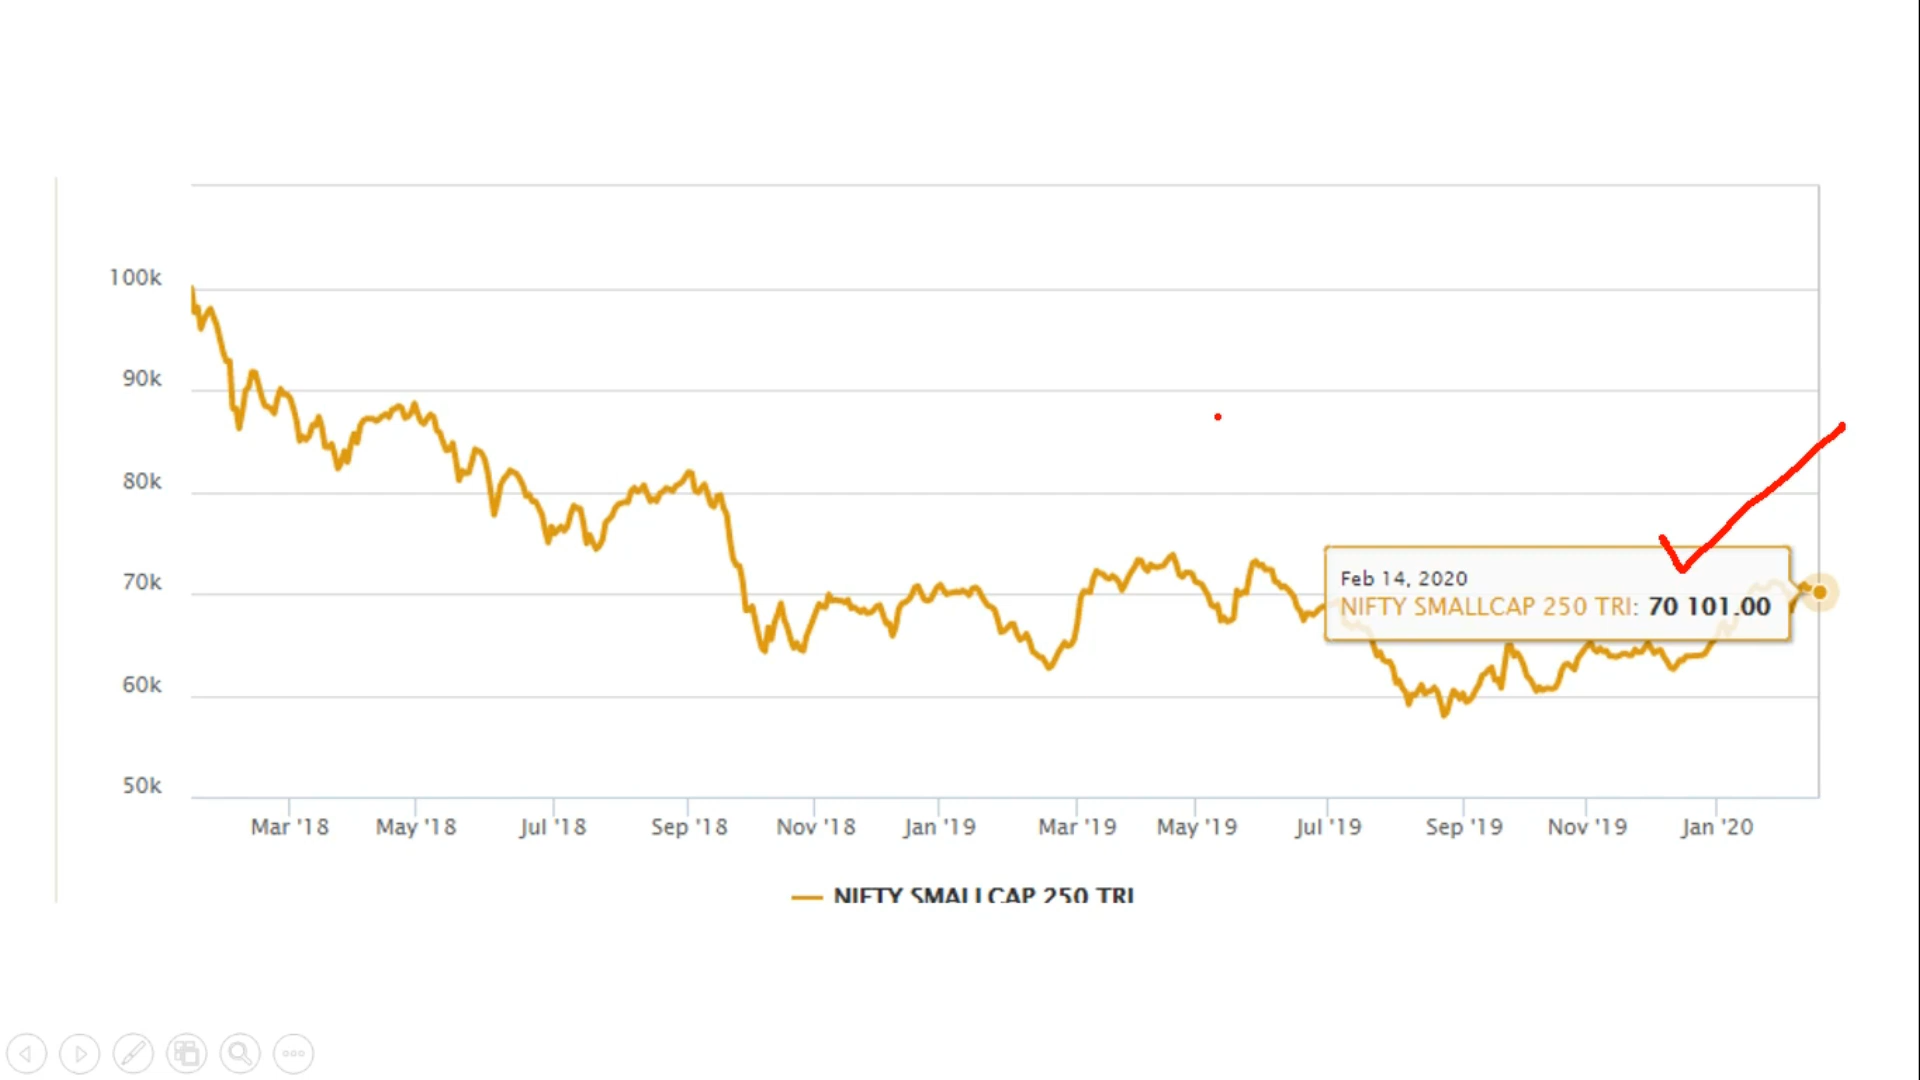 100k
90k
80k
70k
60k
50k
Feb 14, 2020
NIFTY SMALLCAP 250 TRI: 70 101.00
Mar '18 May '18 Jul '18 Sep '18 Nov '18 Jan '19 Mar '19 May '19 Jul '19 Sep '19 Nov '19 Jan '20
NIFTY SMALLCAP 250 TRI